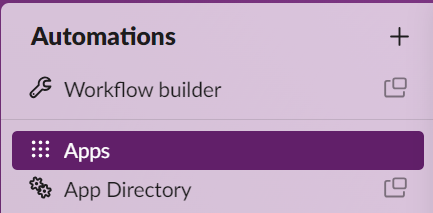 Automations
Workflow builder
Apps
App Directory